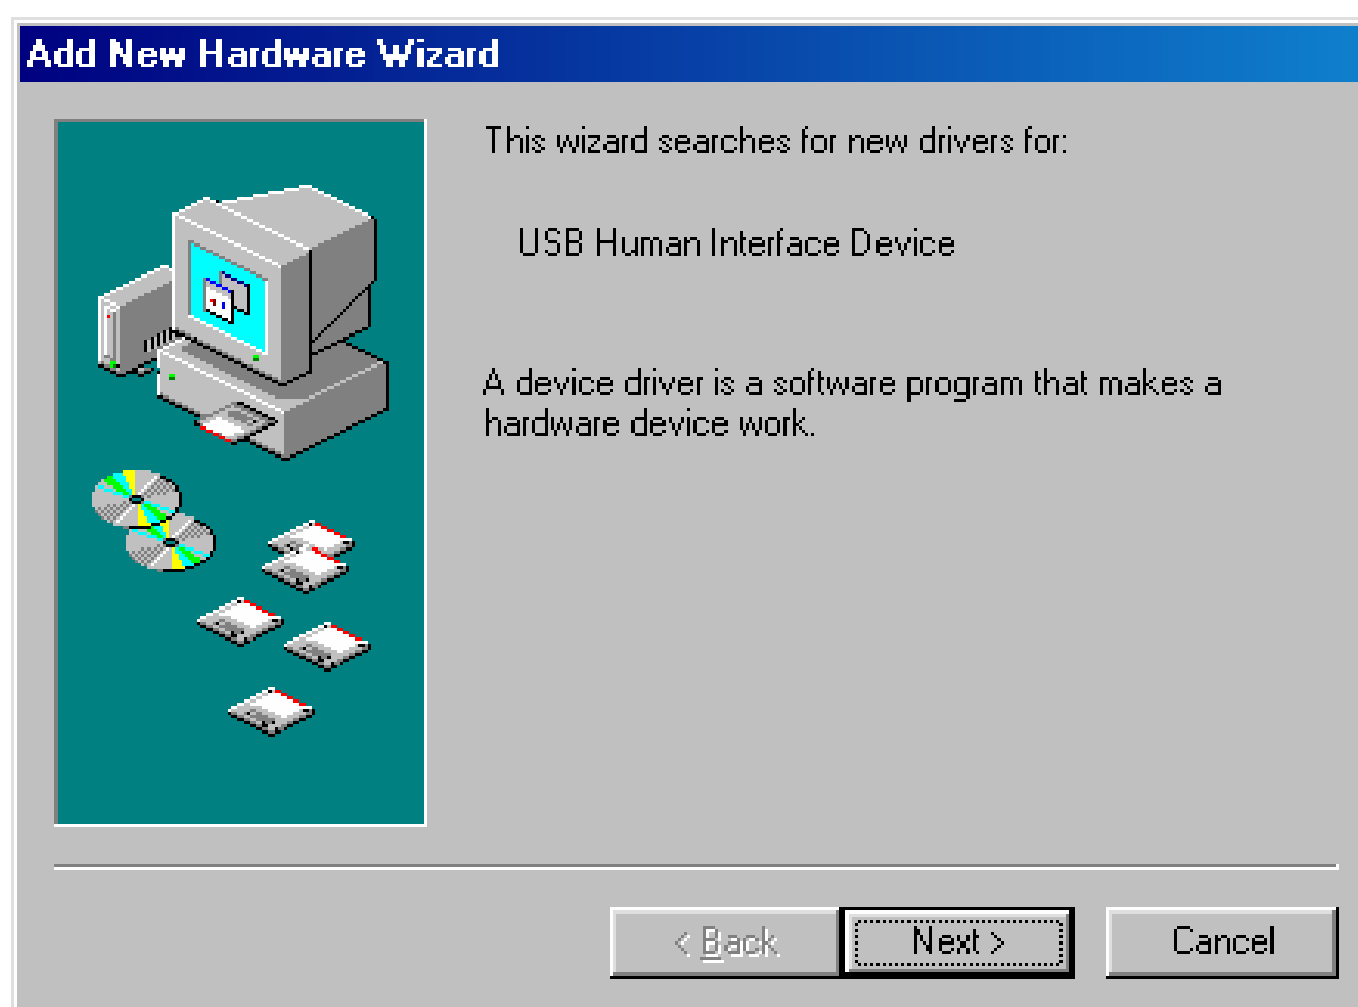 Add New Hardware Wizard
This wizard searches for new drivers for:
USB Human Interface Device
A device driver is a software program that makes a
hardware device work.
< Back
Next >
Cancel